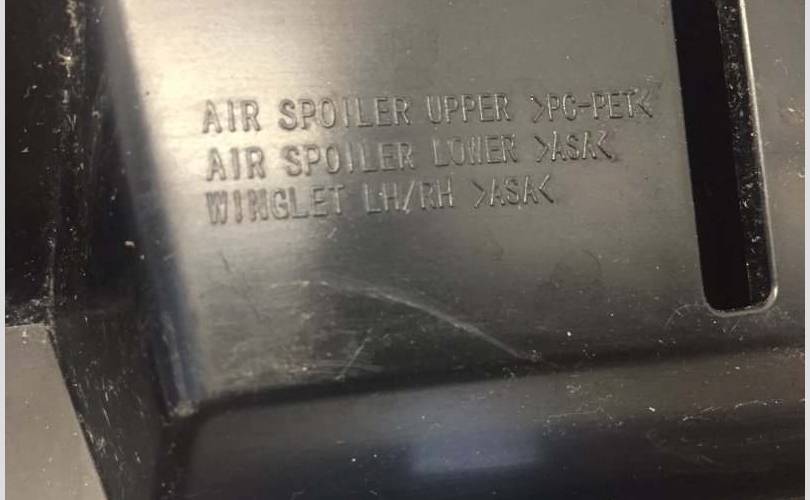 AIR SPOILER UPPER >PC-PET<
AIR SPOILER LOWER >ASA<
WINGLET LH/RH >ASA<